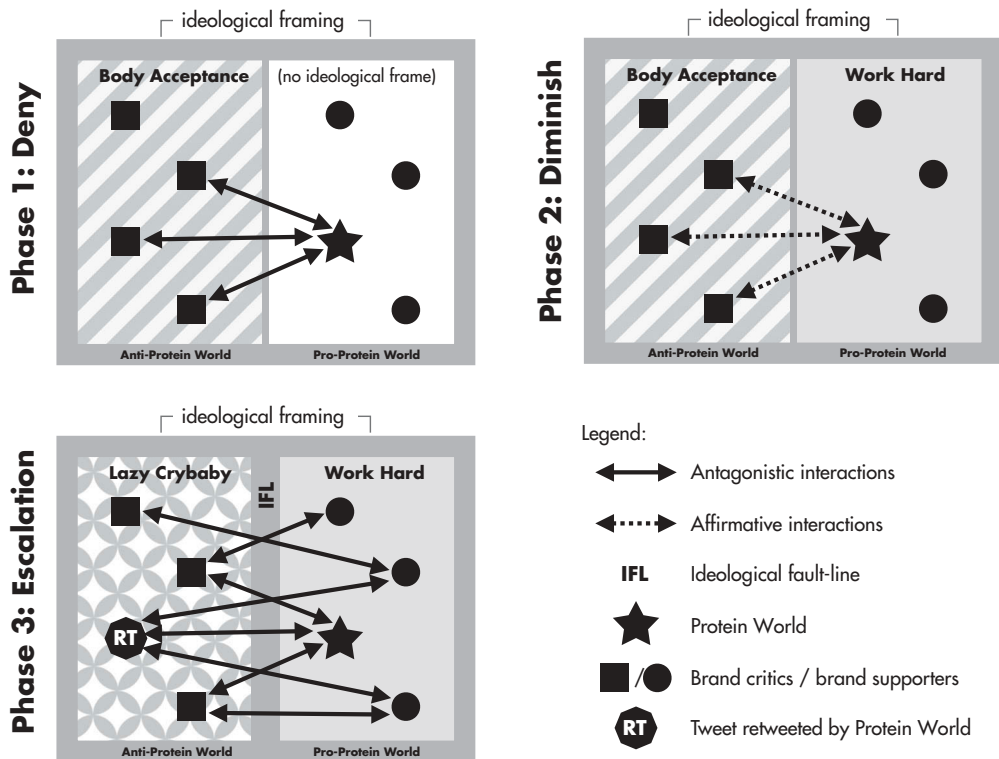 ideological framing
Phase 1: Deny
Body Acceptance
(no ideological frame)
Anti-Protein World
Pro-Protein World
ideological framing
Phase 2: Diminish
Body Acceptance
Work Hard
Anti-Protein World
Pro-Protein World
ideological framing
Phase 3: Escalation
Lazy Crybaby
IFL
Work Hard
RT
Anti-Protein World
Pro-Protein World
Legend:
Antagonistic interactions
Affirmative interactions
IFL Ideological fault-line
Protein World
/ Brand critics / brand supporters
RT Tweet retweeted by Protein World